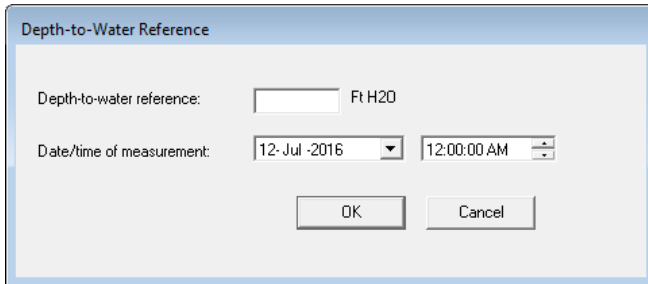 Depth-to-Water Reference
Depth-to-water reference: Ft H2O
Date/time of measurement: 12- Jul -2016 12:00:00 AM
OK Cancel